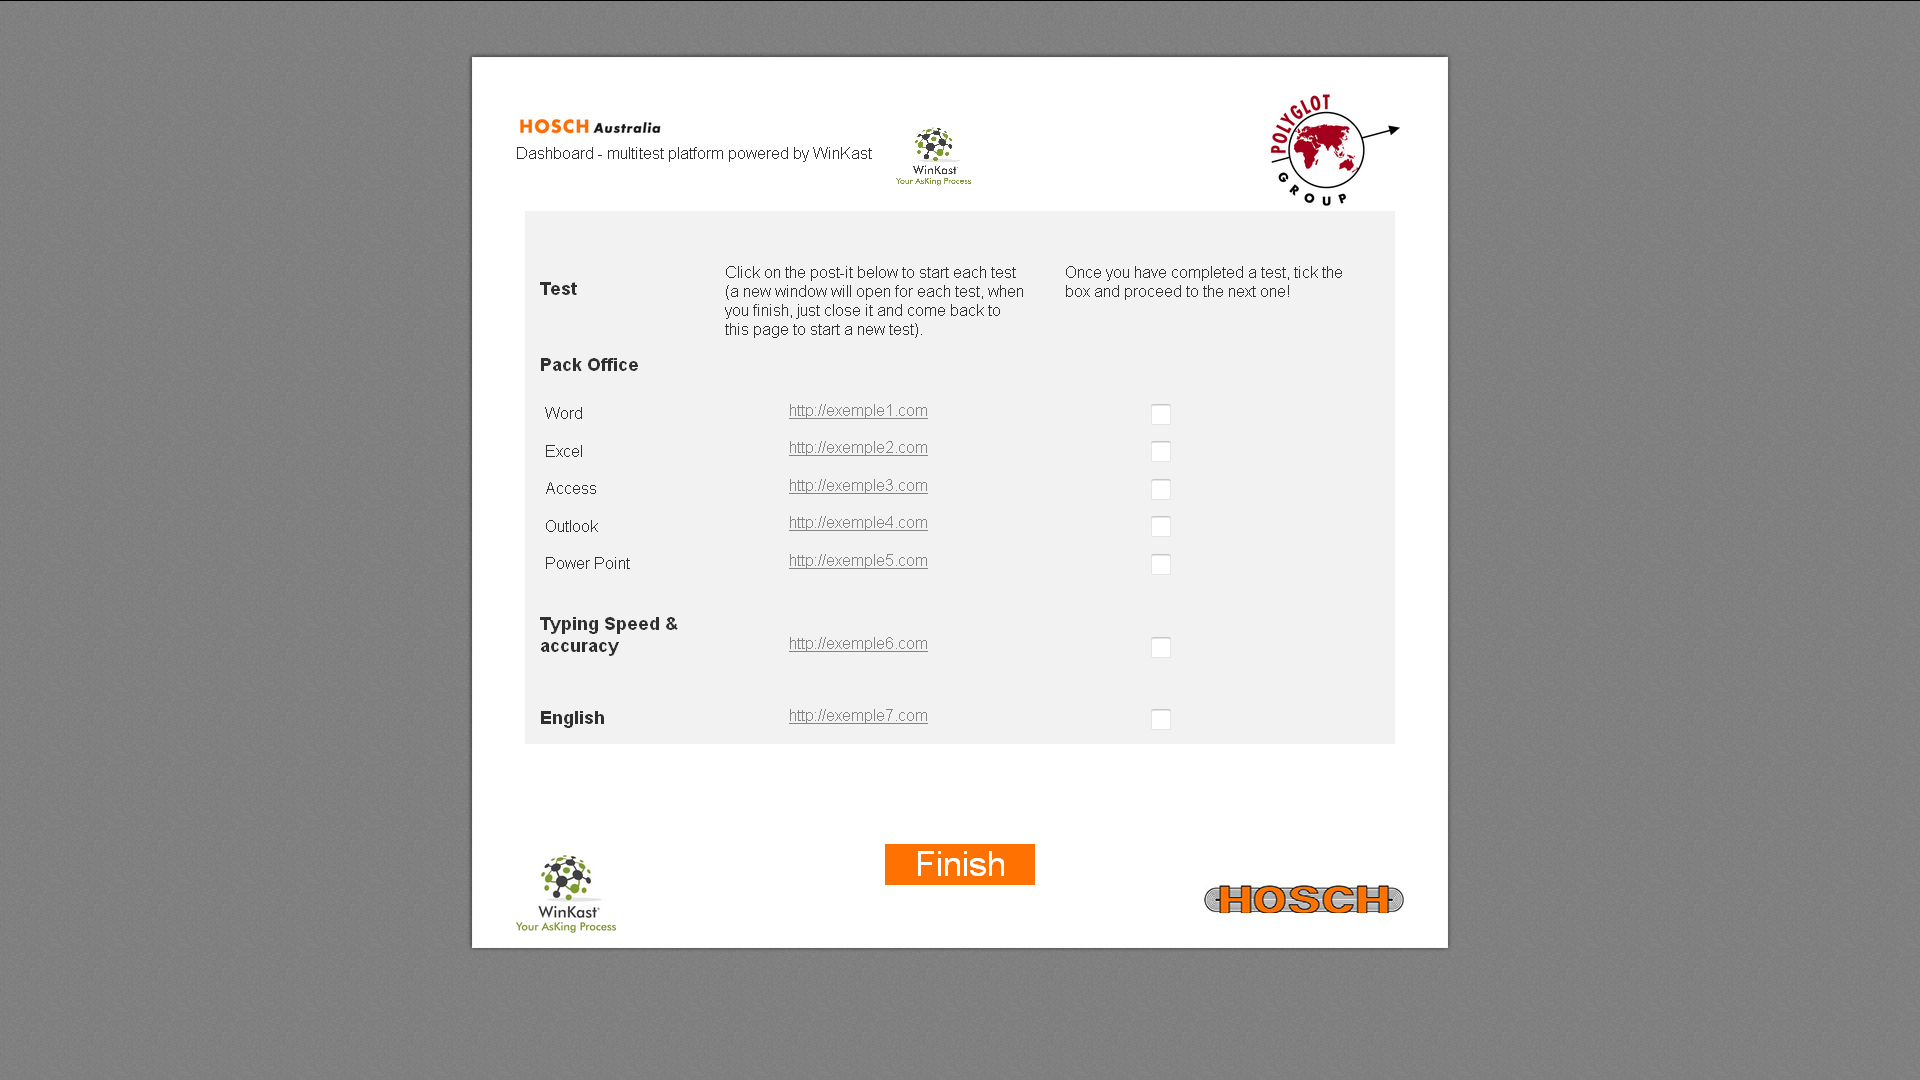 HOSCH Australia
Dashboard - multitest platform powered by WinKast
WinKast
Your AsKing Process
POLYGLOT
GROUP
Test
Click on the post-it below to start each test
(a new window will open for each test, when
you finish, just close it and come back to
this page to start a new test).
Once you have completed a test, tick the
box and proceed to the next one!
Pack Office
Word
http://exemple1.com
Excel
http://exemple2.com
Access
http://exemple3.com
Outlook
http://exemple4.com
Power Point
http://exemple5.com
Typing Speed &
accuracy
http://exemple6.com
English
http://exemple7.com
Finish
WinKast
Your AsKing Process
HOSCH